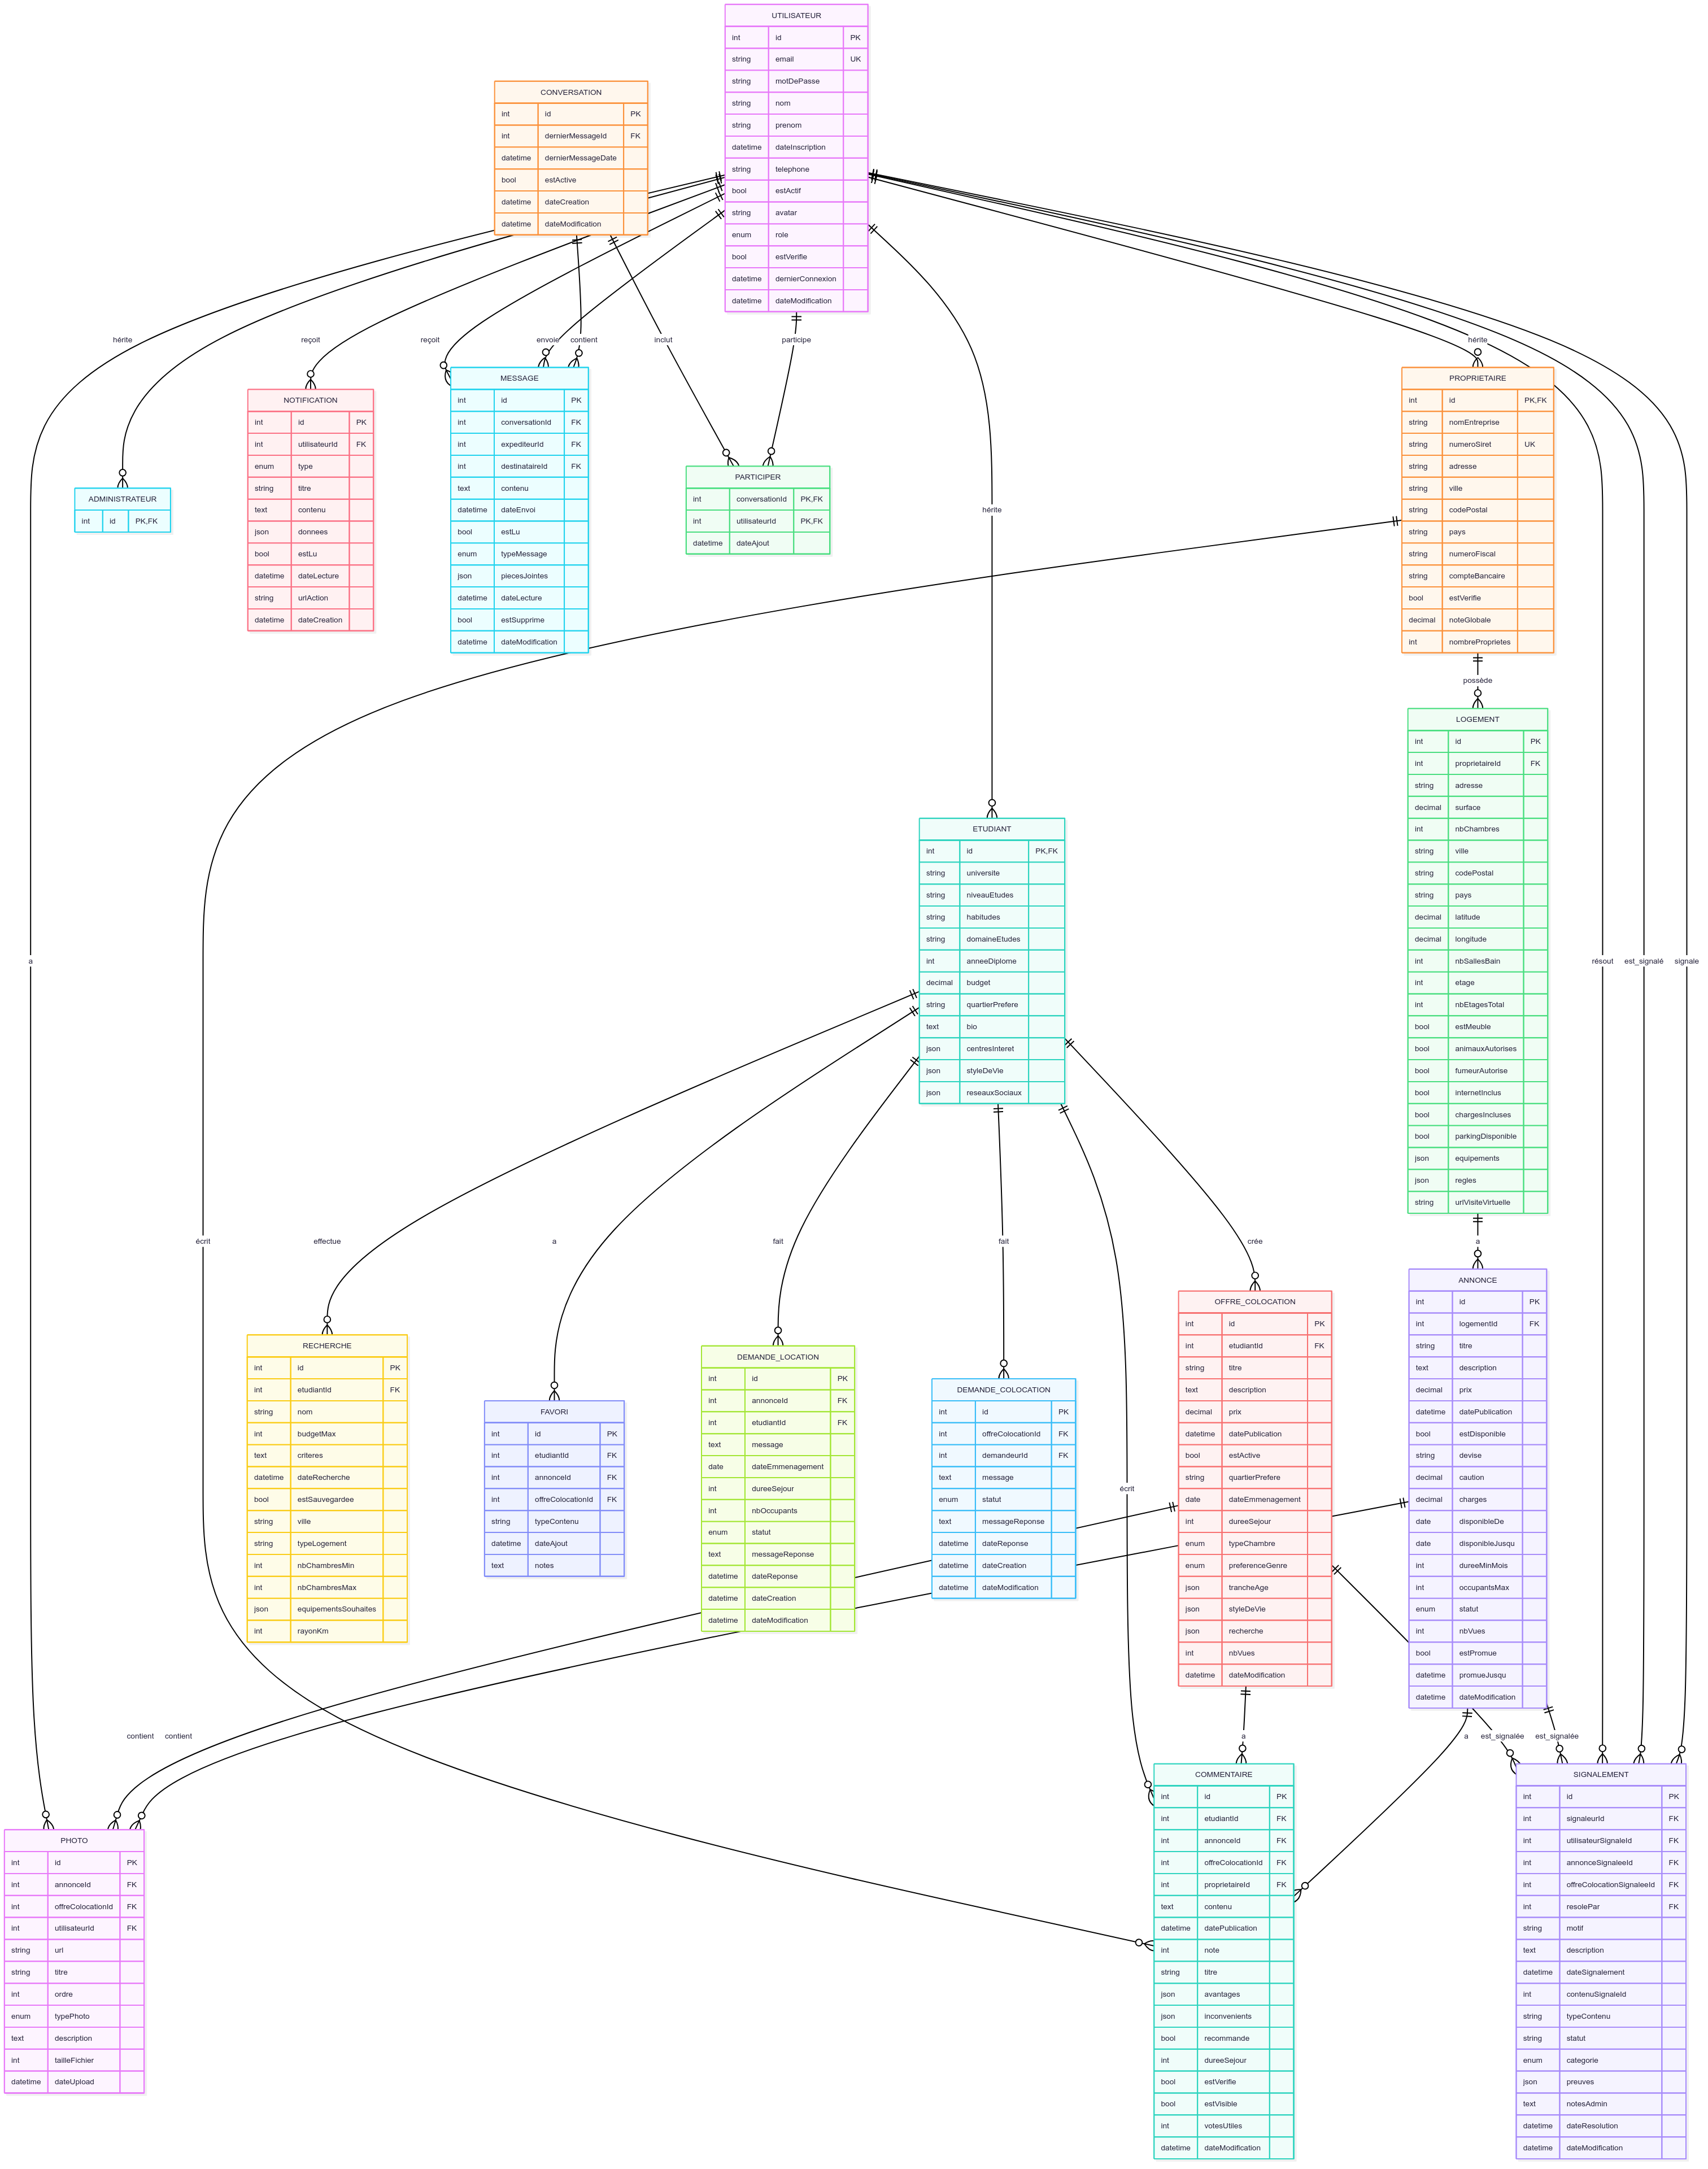 UTILISATEUR
int id PK
string email UK
string motDePasse
string nom
string prenom
datetime dateInscription
string telephone
bool estActif
string avatar
enum role
bool estVerifie
datetime dernierConnexion
datetime dateModification
CONVERSATION
int id PK
int dernierMessageId FK
datetime dernierMessageDate
bool estActive
datetime dateCreation
datetime dateModification
hérite
reçoit
reçoit
envoie
contient
inclut
participe
hérite
NOTIFICATION
int id PK
int utilisateurId FK
enum type
string titre
text contenu
json donnees
bool estLu
datetime dateLecture
string urlAction
datetime dateCreation
MESSAGE
int id PK
int conversationId FK
int expediteurId FK
int destinataireId FK
text contenu
datetime dateEnvoi
bool estLu
enum typeMessage
json piecesJointes
datetime dateLecture
bool estSupprime
datetime dateModification
PROPRIETAIRE
int id PK,FK
string nomEntreprise
string numeroSiret UK
string adresse
string ville
string codePostal
string pays
string numeroFiscal
string compteBancaire
bool estVerifie
decimal noteGlobale
int nombreProprietes
ADMINISTRATEUR
int id PK,FK
PARTICIPER
int conversationId PK,FK
int utilisateurId PK,FK
datetime dateAjout
hérite
possède
LOGEMENT
int id PK
int proprietaireId FK
string adresse
decimal surface
int nbChambres
string ville
string codePostal
string pays
decimal latitude
decimal longitude
int nbSallesBain
int etage
int nbEtagesTotal
bool estMeuble
bool animauxAutorises
bool fumeurAutorise
bool internetInclus
bool chargesIncluses
bool parkingDisponible
json equipements
json regles
string urlVisiteVirtuelle
ETUDIANT
int id PK,FK
string universite
string niveauEtudes
string habitudes
string domaineEtudes
int anneeDiplome
decimal budget
string quartierPrefere
text bio
json centresInteret
json styleDeVie
json reseauxSociaux
a
résout
est_signalé
signale
écrit
effectue
a
fait
fait
crée
a
ANNONCE
int id PK
int logementId FK
string titre
text description
decimal prix
datetime datePublication
bool estDisponible
string devise
decimal caution
decimal charges
date disponibleDe
date disponibleJusqu
int dureeMinMois
int occupantsMax
enum statut
int nbVues
bool estPromue
datetime promueJusqu
datetime dateModification
OFFRE_COLOCATION
int id PK
int etudiantId FK
string titre
text description
decimal prix
datetime datePublication
bool estActive
string quartierPrefere
date dateEmmenagement
int dureeSejour
enum typeChambre
enum preferenceGenre
json trancheAge
json styleDeVie
json recherche
int nbVues
datetime dateModification
RECHERCHE
int id PK
int etudiantId FK
string nom
int budgetMax
text criteres
datetime dateRecherche
bool estSauvegardee
string ville
string typeLogement
int nbChambresMin
int nbChambresMax
json equipementsSouhaites
int rayonKm
DEMANDE_LOCATION
int id PK
int annonceId FK
int etudiantId FK
text message
date dateEmmenagement
int dureeSejour
int nbOccupants
enum statut
text messageReponse
datetime dateReponse
datetime dateCreation
datetime dateModification
DEMANDE_COLOCATION
int id PK
int offreColocationId FK
int demandeurId FK
text message
enum statut
text messageReponse
datetime dateReponse
datetime dateCreation
datetime dateModification
FAVORI
int id PK
int etudiantId FK
int annonceId FK
int offreColocationId FK
string typeContenu
datetime dateAjout
text notes
écrit
contient
contient
a
a
est_signalée
est_signalée
COMMENTAIRE
int id PK
int etudiantId FK
int annonceId FK
int offreColocationId FK
int proprietaireId FK
text contenu
datetime datePublication
int note
string titre
json avantages
json inconvenients
bool recommande
int dureeSejour
bool estVerifie
bool estVisible
int votesUtiles
datetime dateModification
SIGNALEMENT
int id PK
int signaleurId FK
int utilisateurSignaleId FK
int annonceSignaleeId FK
int offreColocationSignaleeId FK
int resolePar FK
string motif
text description
datetime dateSignalement
int contenuSignaleId
string typeContenu
string statut
enum categorie
json preuves
text notesAdmin
datetime dateResolution
datetime dateModification
PHOTO
int id PK
int annonceId FK
int offreColocationId FK
int utilisateurId FK
string url
string titre
int ordre
enum typePhoto
text description
int tailleFichier
datetime dateUpload